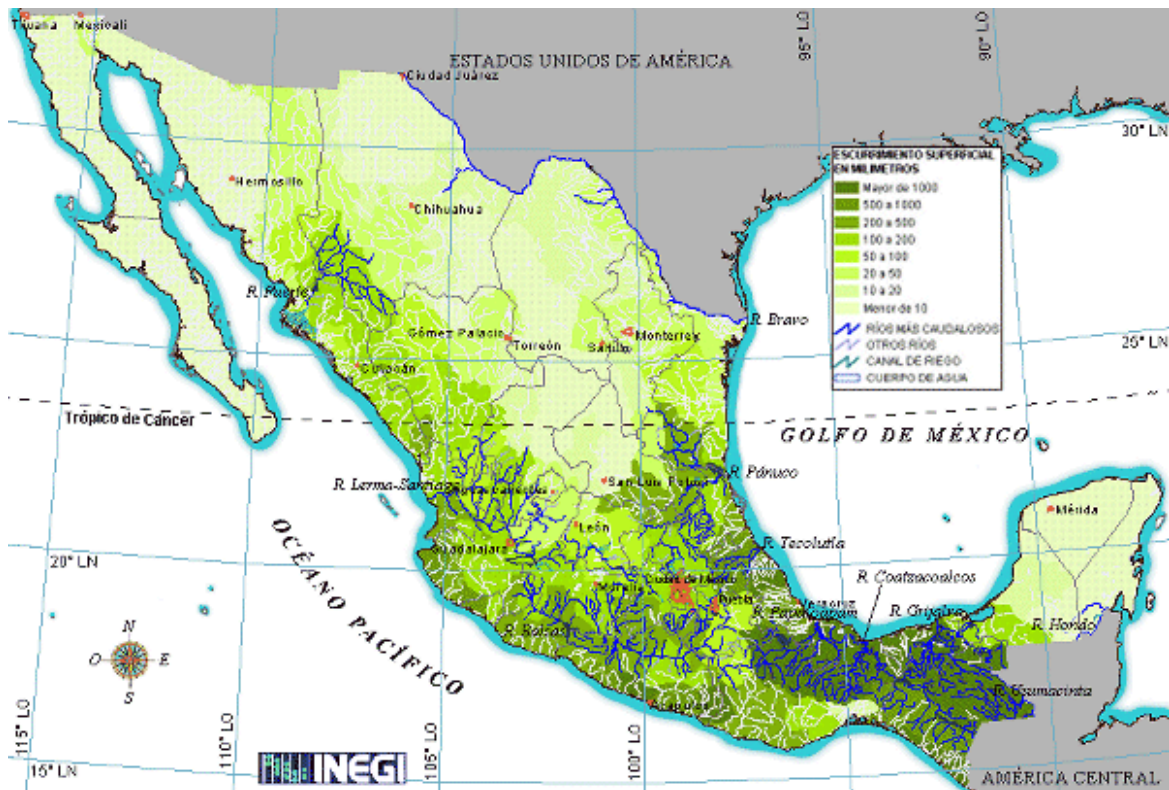 Tijuana
Mexicali
95° LO
90° LO
ESTADOS UNIDOS DE AMÉRICA
Ciudad Juárez
30° LN
ESCURRIMIENTO SUPERFICIAL
EN MILIMETROS
Mayor de 1000
500 a 1000
200 a 500
100 a 200
50 a 100
20 a 50
10 a 20
Menor de 10
RÍOS MÁS CAUDALOSOS
OTROS RÍOS
CANAL DE RIEGO
CUERPO DE AGUA
Hermosillo
Chihuahua
R. Fuerte
R. Bravo
Gómez Palacio
Torreón
Saltillo
Monterrey
25° LN
Culiacán
Trópico de Cáncer
GOLFO DE MÉXICO
R. Pánuco
R. Lerma-Santiago
San Luis Potosí
Aguascalientes
Mérida
León
OCÉANO PACÍFICO
Guadalajara
R. Tecolutla
20° LN
R. Coatzacoalcos
Ciudad de México
Morelia
Puebla
Veracruz
R. Papaloapam
R. Grijalva
R. Hondo
R. Balsas
N
O
E
S
R. Usumacinta
Acapulco
115° LO
110° LO
105° LO
100° LO
15° LN
INEGI
AMÉRICA CENTRAL